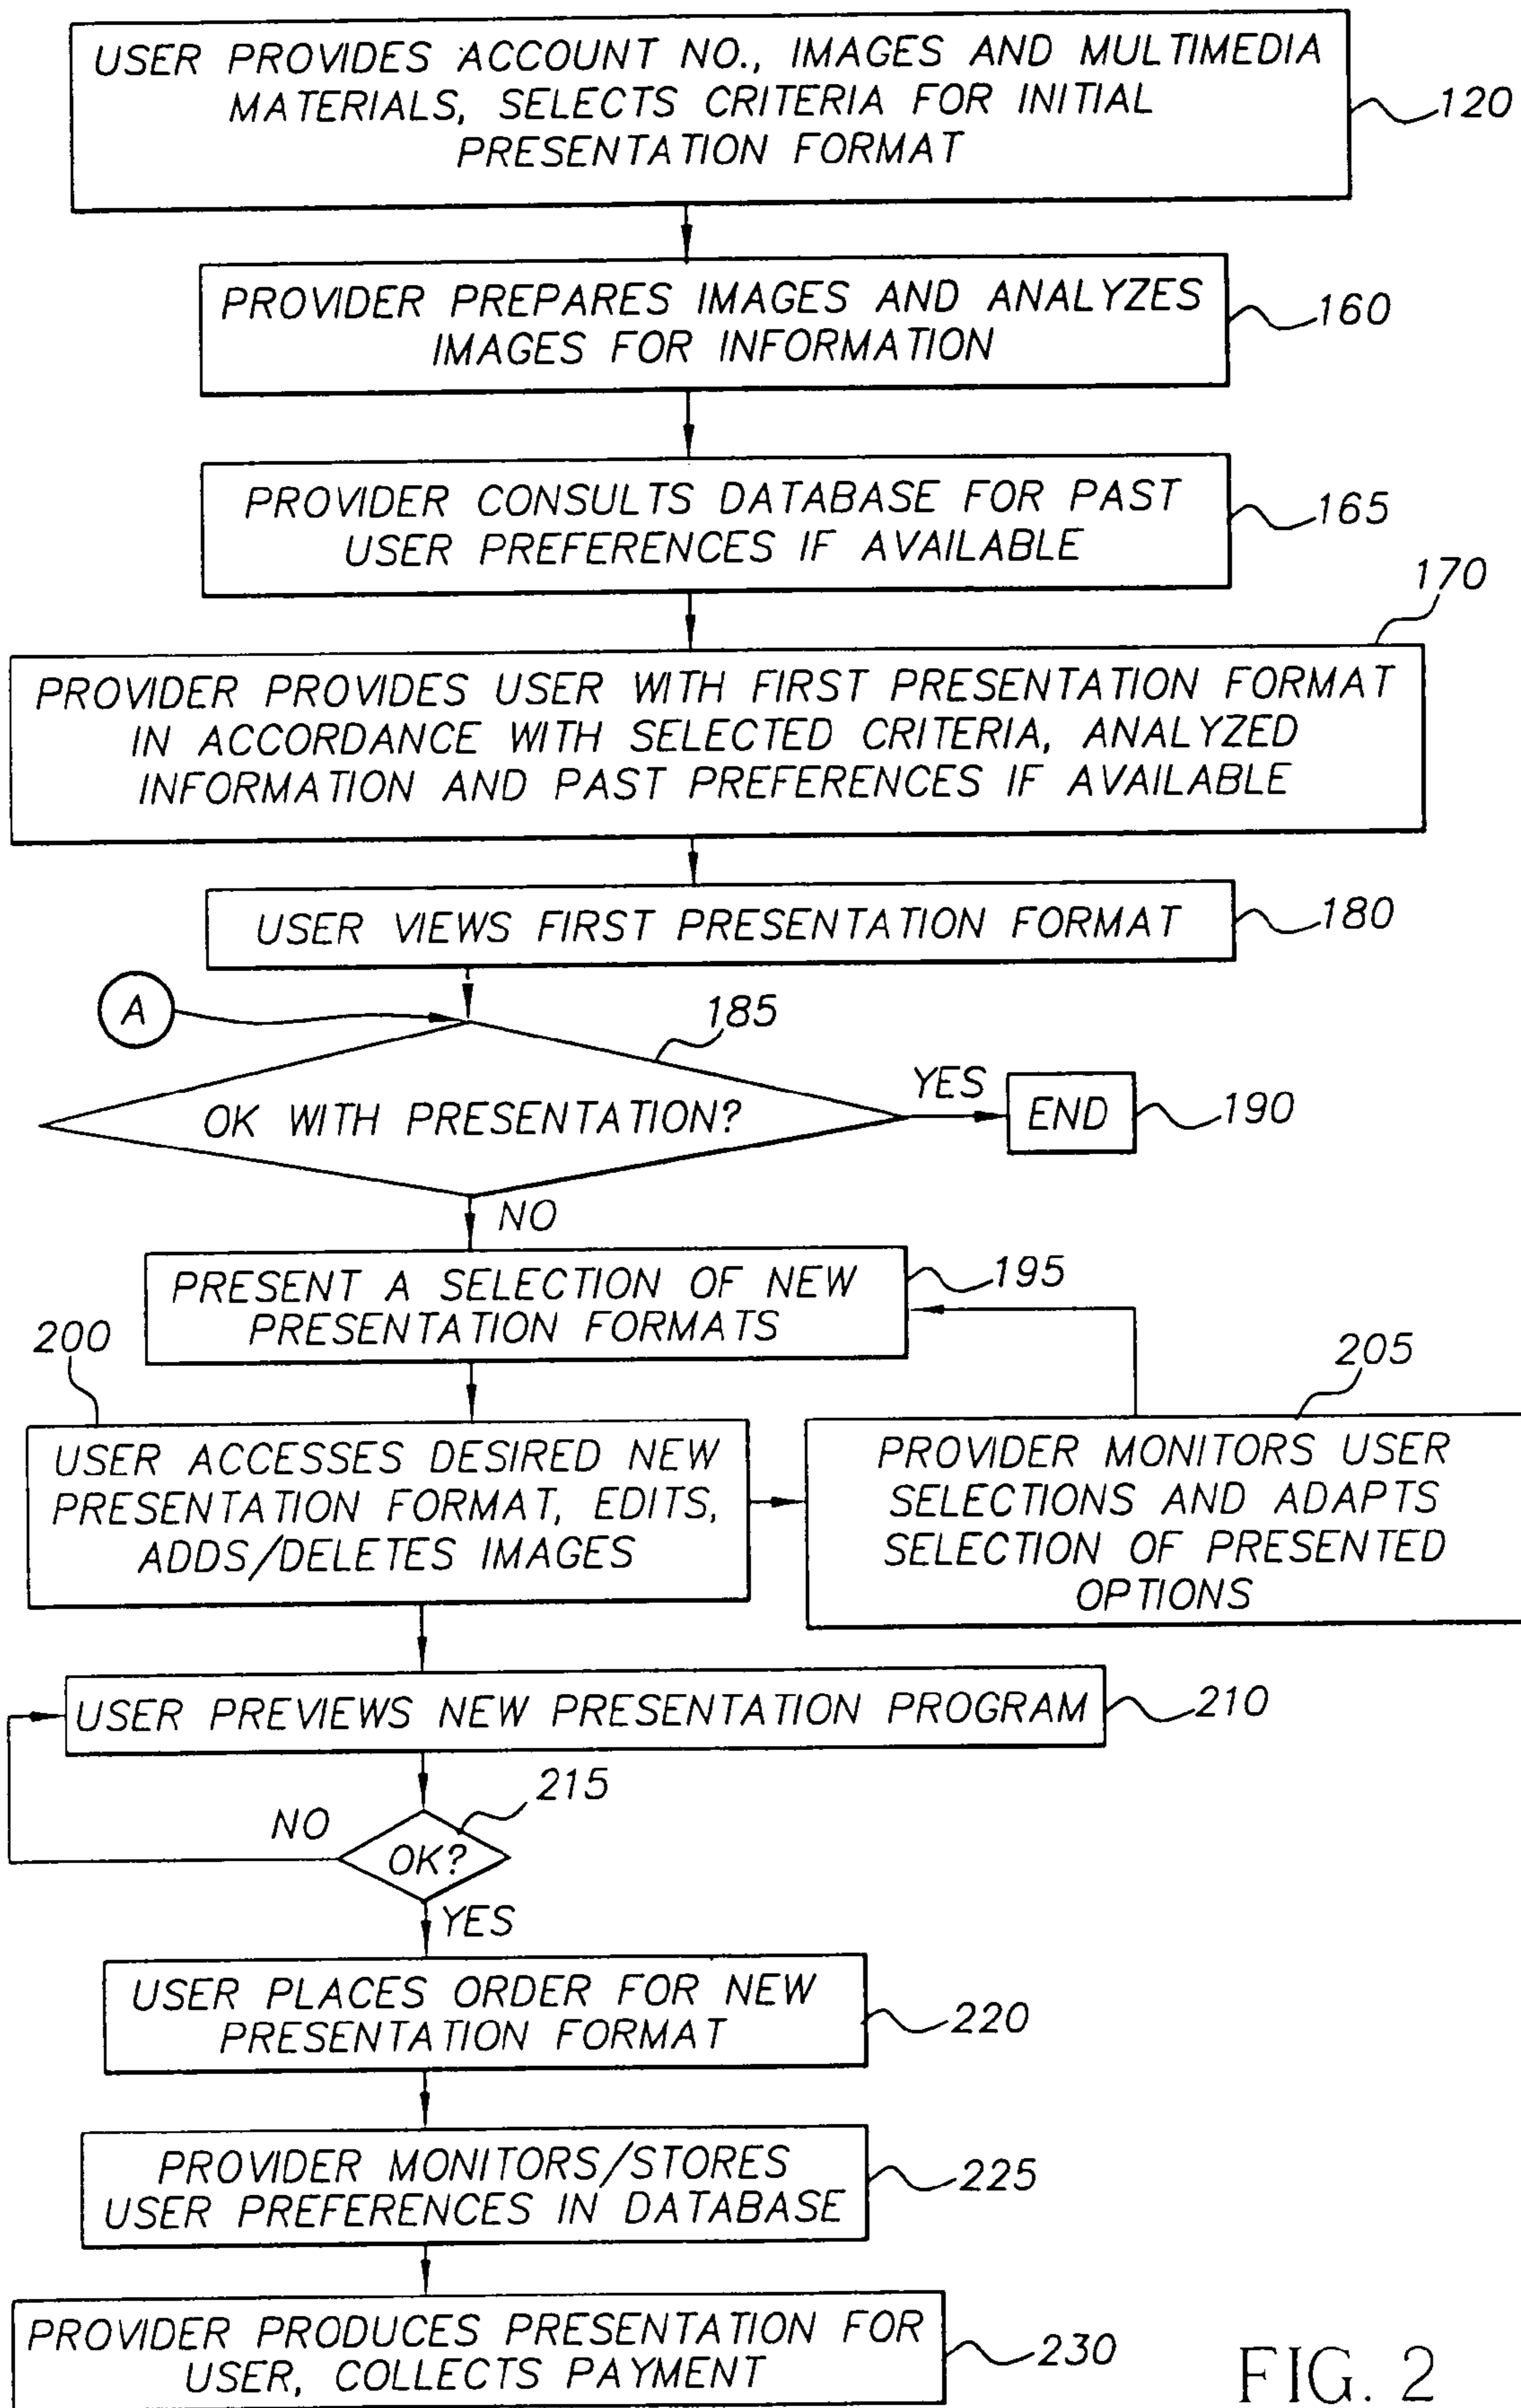 USER PROVIDES ACCOUNT NO., IMAGES AND MULTIMEDIA
MATERIALS, SELECTS CRITERIA FOR INITIAL
PRESENTATION FORMAT
120
PROVIDER PREPARES IMAGES AND ANALYZES
IMAGES FOR INFORMATION
160
PROVIDER CONSULTS DATABASE FOR PAST
USER PREFERENCES IF AVAILABLE
165
170
PROVIDER PROVIDES USER WITH FIRST PRESENTATION FORMAT
IN ACCORDANCE WITH SELECTED CRITERIA, ANALYZED
INFORMATION AND PAST PREFERENCES IF AVAILABLE
USER VIEWS FIRST PRESENTATION FORMAT
180
A
185
OK WITH PRESENTATION?
YES
END
190
NO
PRESENT A SELECTION OF NEW
PRESENTATION FORMATS
195
200
USER ACCESSES DESIRED NEW
PRESENTATION FORMAT, EDITS,
ADDS/DELETES IMAGES
205
PROVIDER MONITORS USER
SELECTIONS AND ADAPTS
SELECTION OF PRESENTED
OPTIONS
USER PREVIEWS NEW PRESENTATION PROGRAM
210
215
NO
OK?
YES
USER PLACES ORDER FOR NEW
PRESENTATION FORMAT
220
PROVIDER MONITORS/STORES
USER PREFERENCES IN DATABASE
225
PROVIDER PRODUCES PRESENTATION FOR
USER, COLLECTS PAYMENT
230
FIG. 2